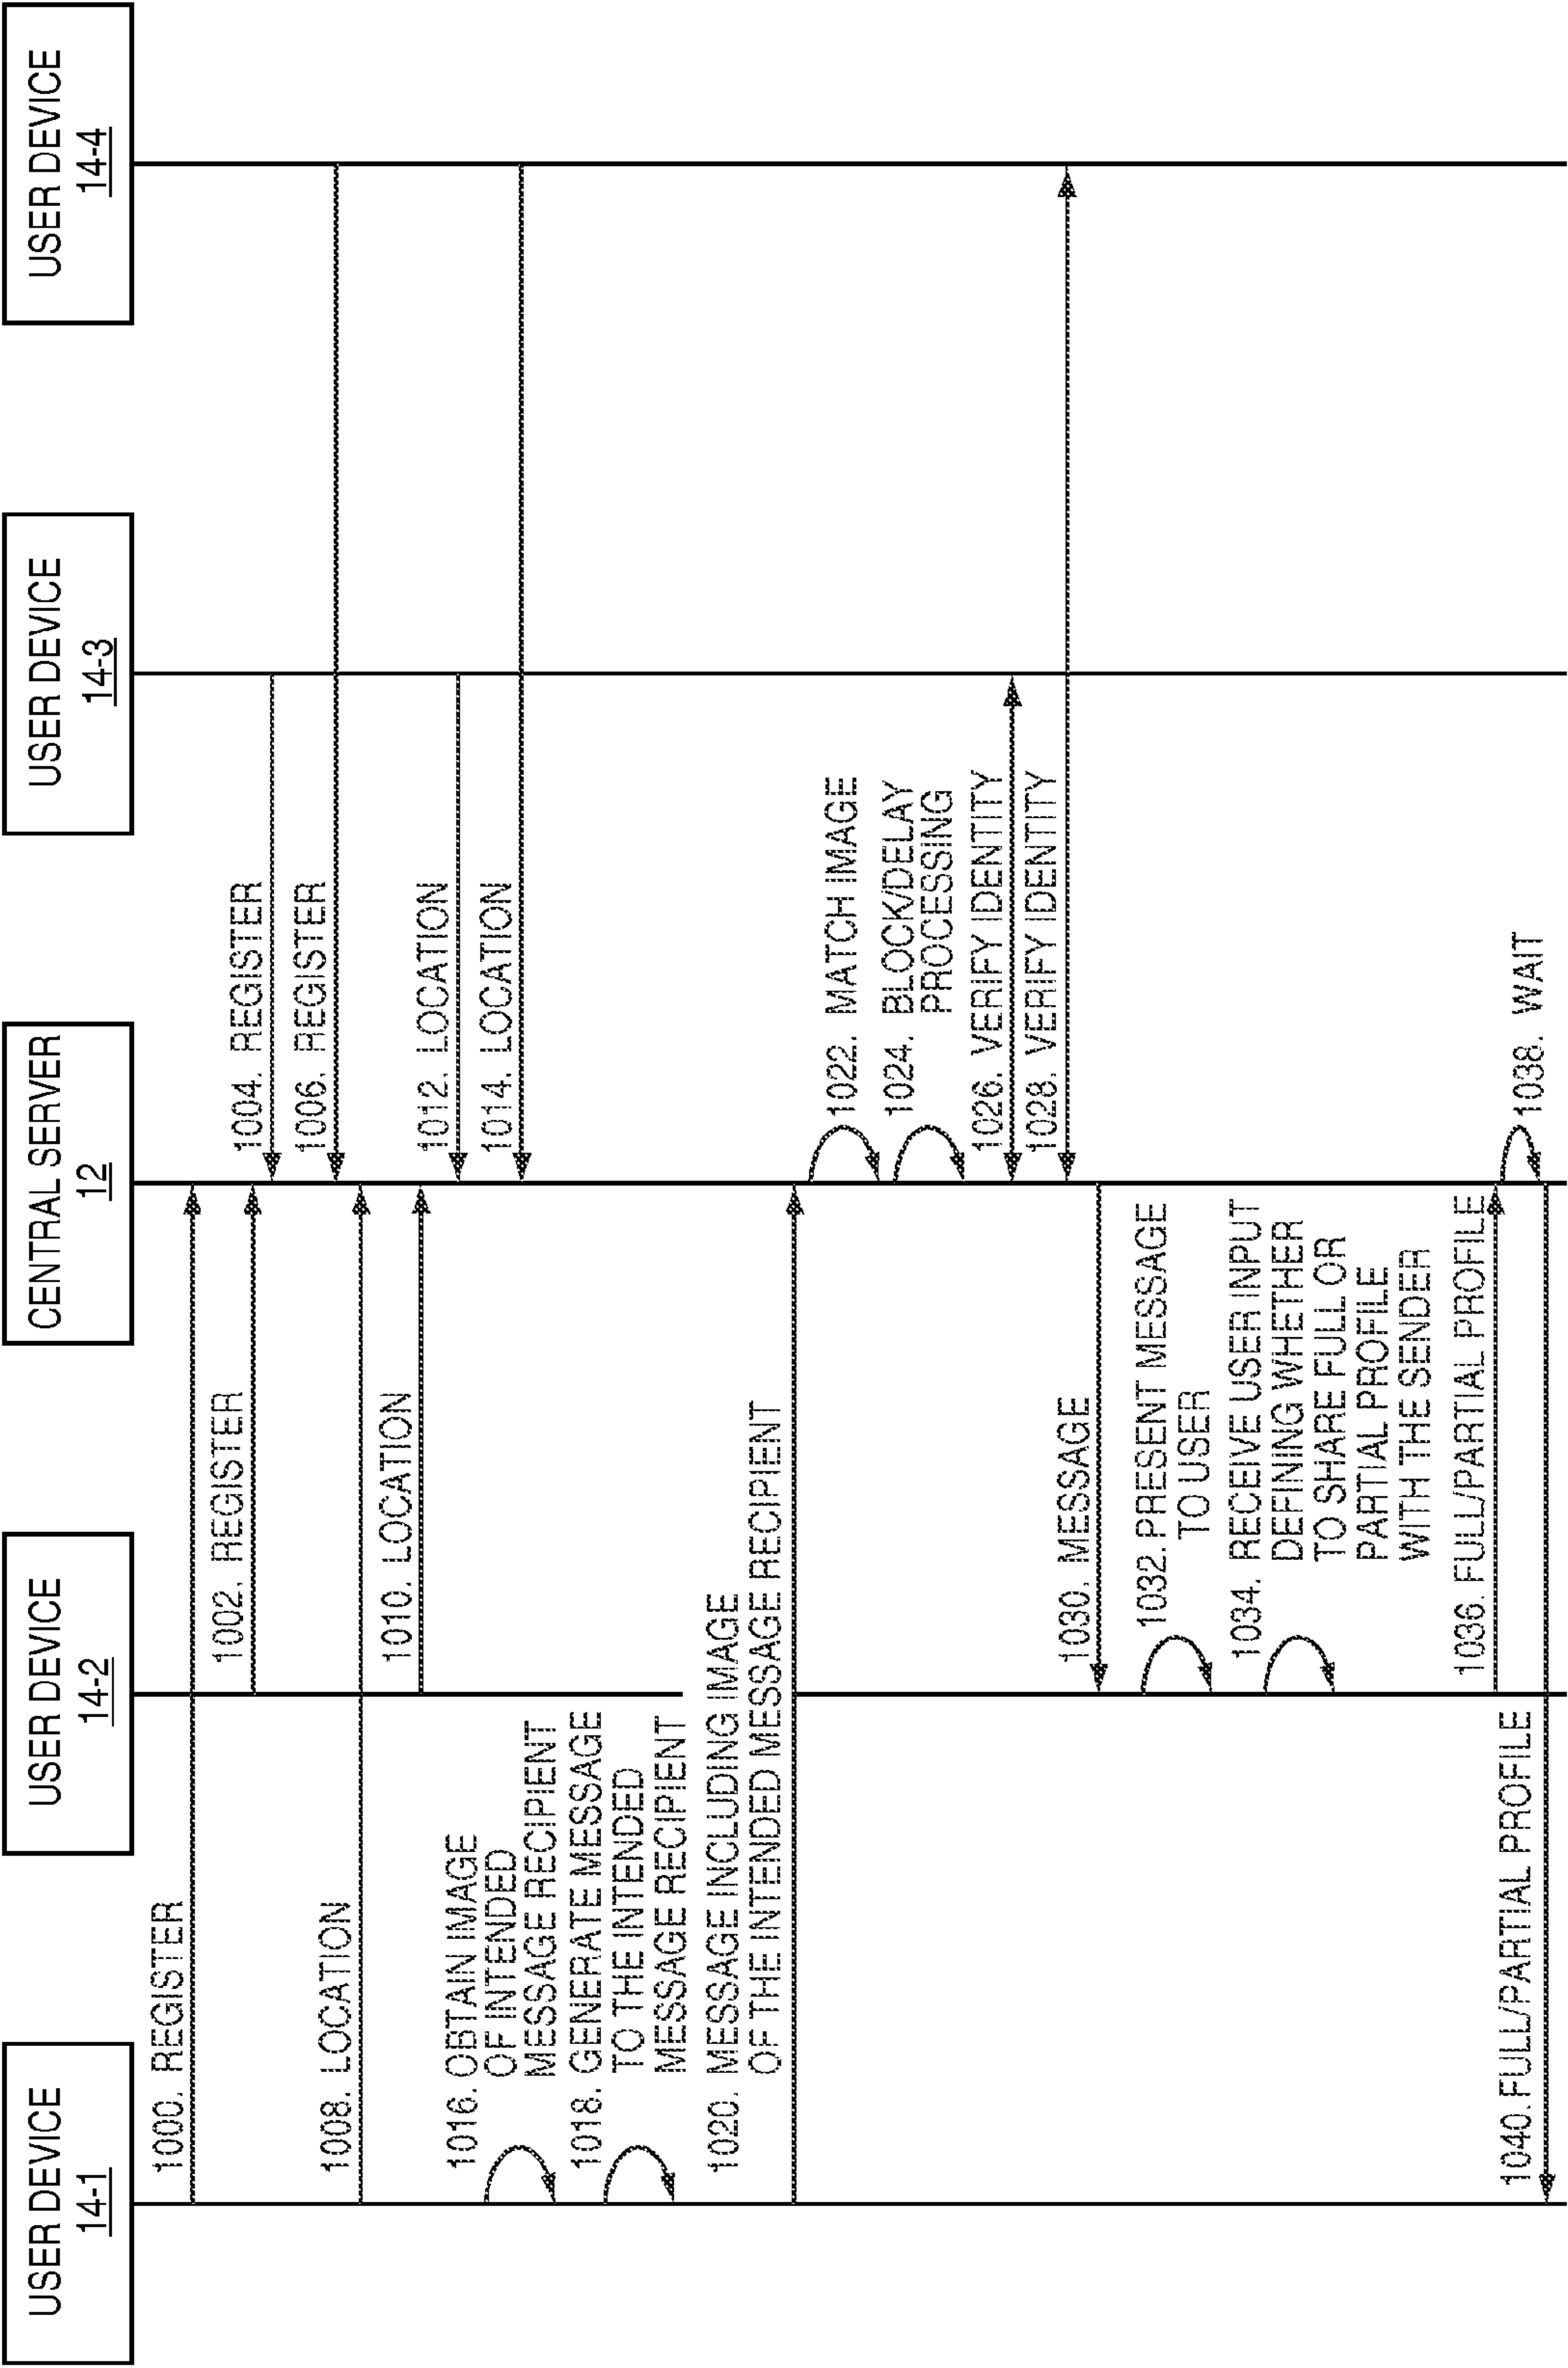 USER DEVICE
14-1
USER DEVICE
14-2
CENTRAL SERVER
12
USER DEVICE
14-3
USER DEVICE
14-4
1000. REGISTER
1002. REGISTER
1004. REGISTER
1006. REGISTER
1008. LOCATION
1010. LOCATION
1012. LOCATION
1014. LOCATION
1016. OBTAIN IMAGE
OF INTENDED
MESSAGE RECIPIENT
1018. GENERATE MESSAGE
TO THE INTENDED
MESSAGE RECIPIENT
1020. MESSAGE INCLUDING IMAGE
OF THE INTENDED MESSAGE RECIPIENT
1022. MATCH IMAGE
1024. BLOCK/DELAY
PROCESSING
1026. VERIFY IDENTITY
1028. VERIFY IDENTITY
1030. MESSAGE
1032. PRESENT MESSAGE
TO USER
1034. RECEIVE USER INPUT
DEFINING WHETHER
TO SHARE FULL OR
PARTIAL PROFILE
WITH THE SENDER
1036. FULL/PARTIAL PROFILE
1038. WAIT
1040. FULL/PARTIAL PROFILE